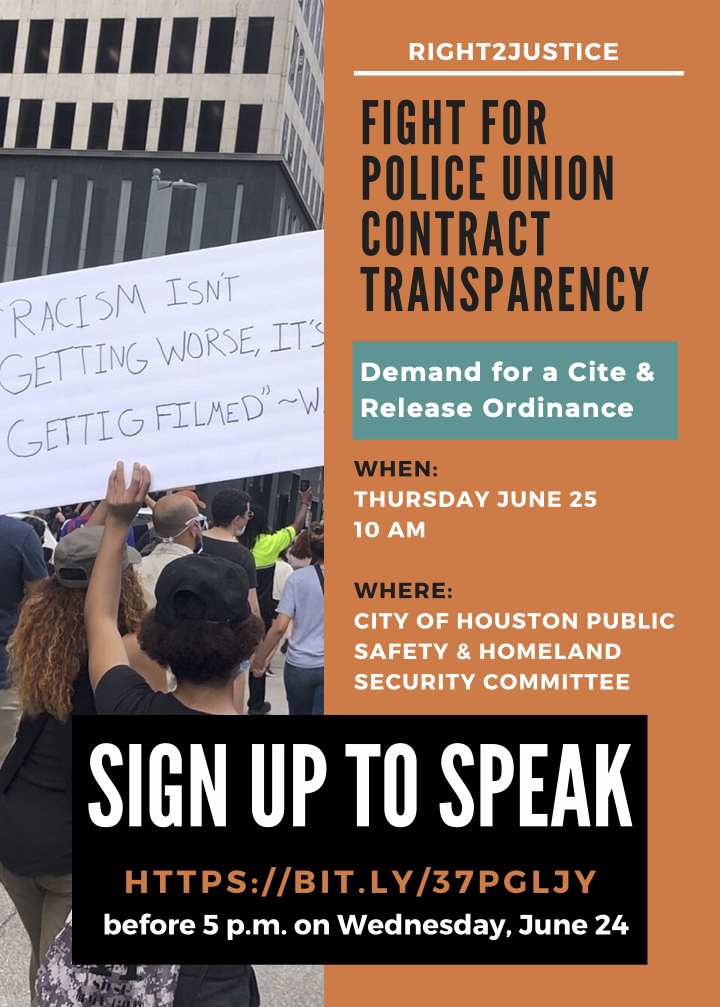 RIGHT2JUSTICE
FIGHT FOR
POLICE UNION
CONTRACT
TRANSPARENCY
Demand for a Cite &
Release Ordinance
WHEN:
THURSDAY JUNE 25
10 AM
WHERE:
CITY OF HOUSTON PUBLIC
SAFETY & HOMELAND
SECURITY COMMITTEE
"RACISM ISN'T
GETTING WORSE, IT'S
GETTIG FILMED" ~W.
SIGN UP TO SPEAK
HTTPS://BIT.LY/37PGLJY
before 5 p.m. on Wednesday, June 24